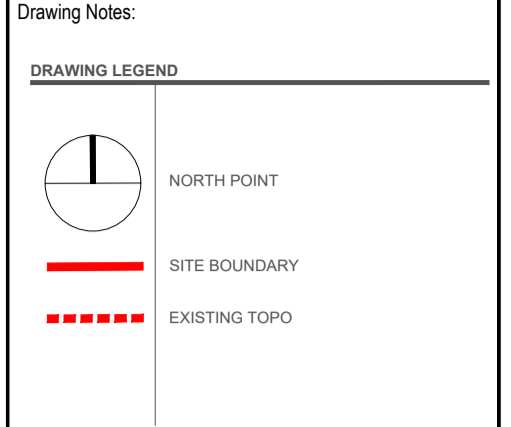 Drawing Notes:
DRAWING LEGEND
NORTH POINT
SITE BOUNDARY
EXISTING TOPO